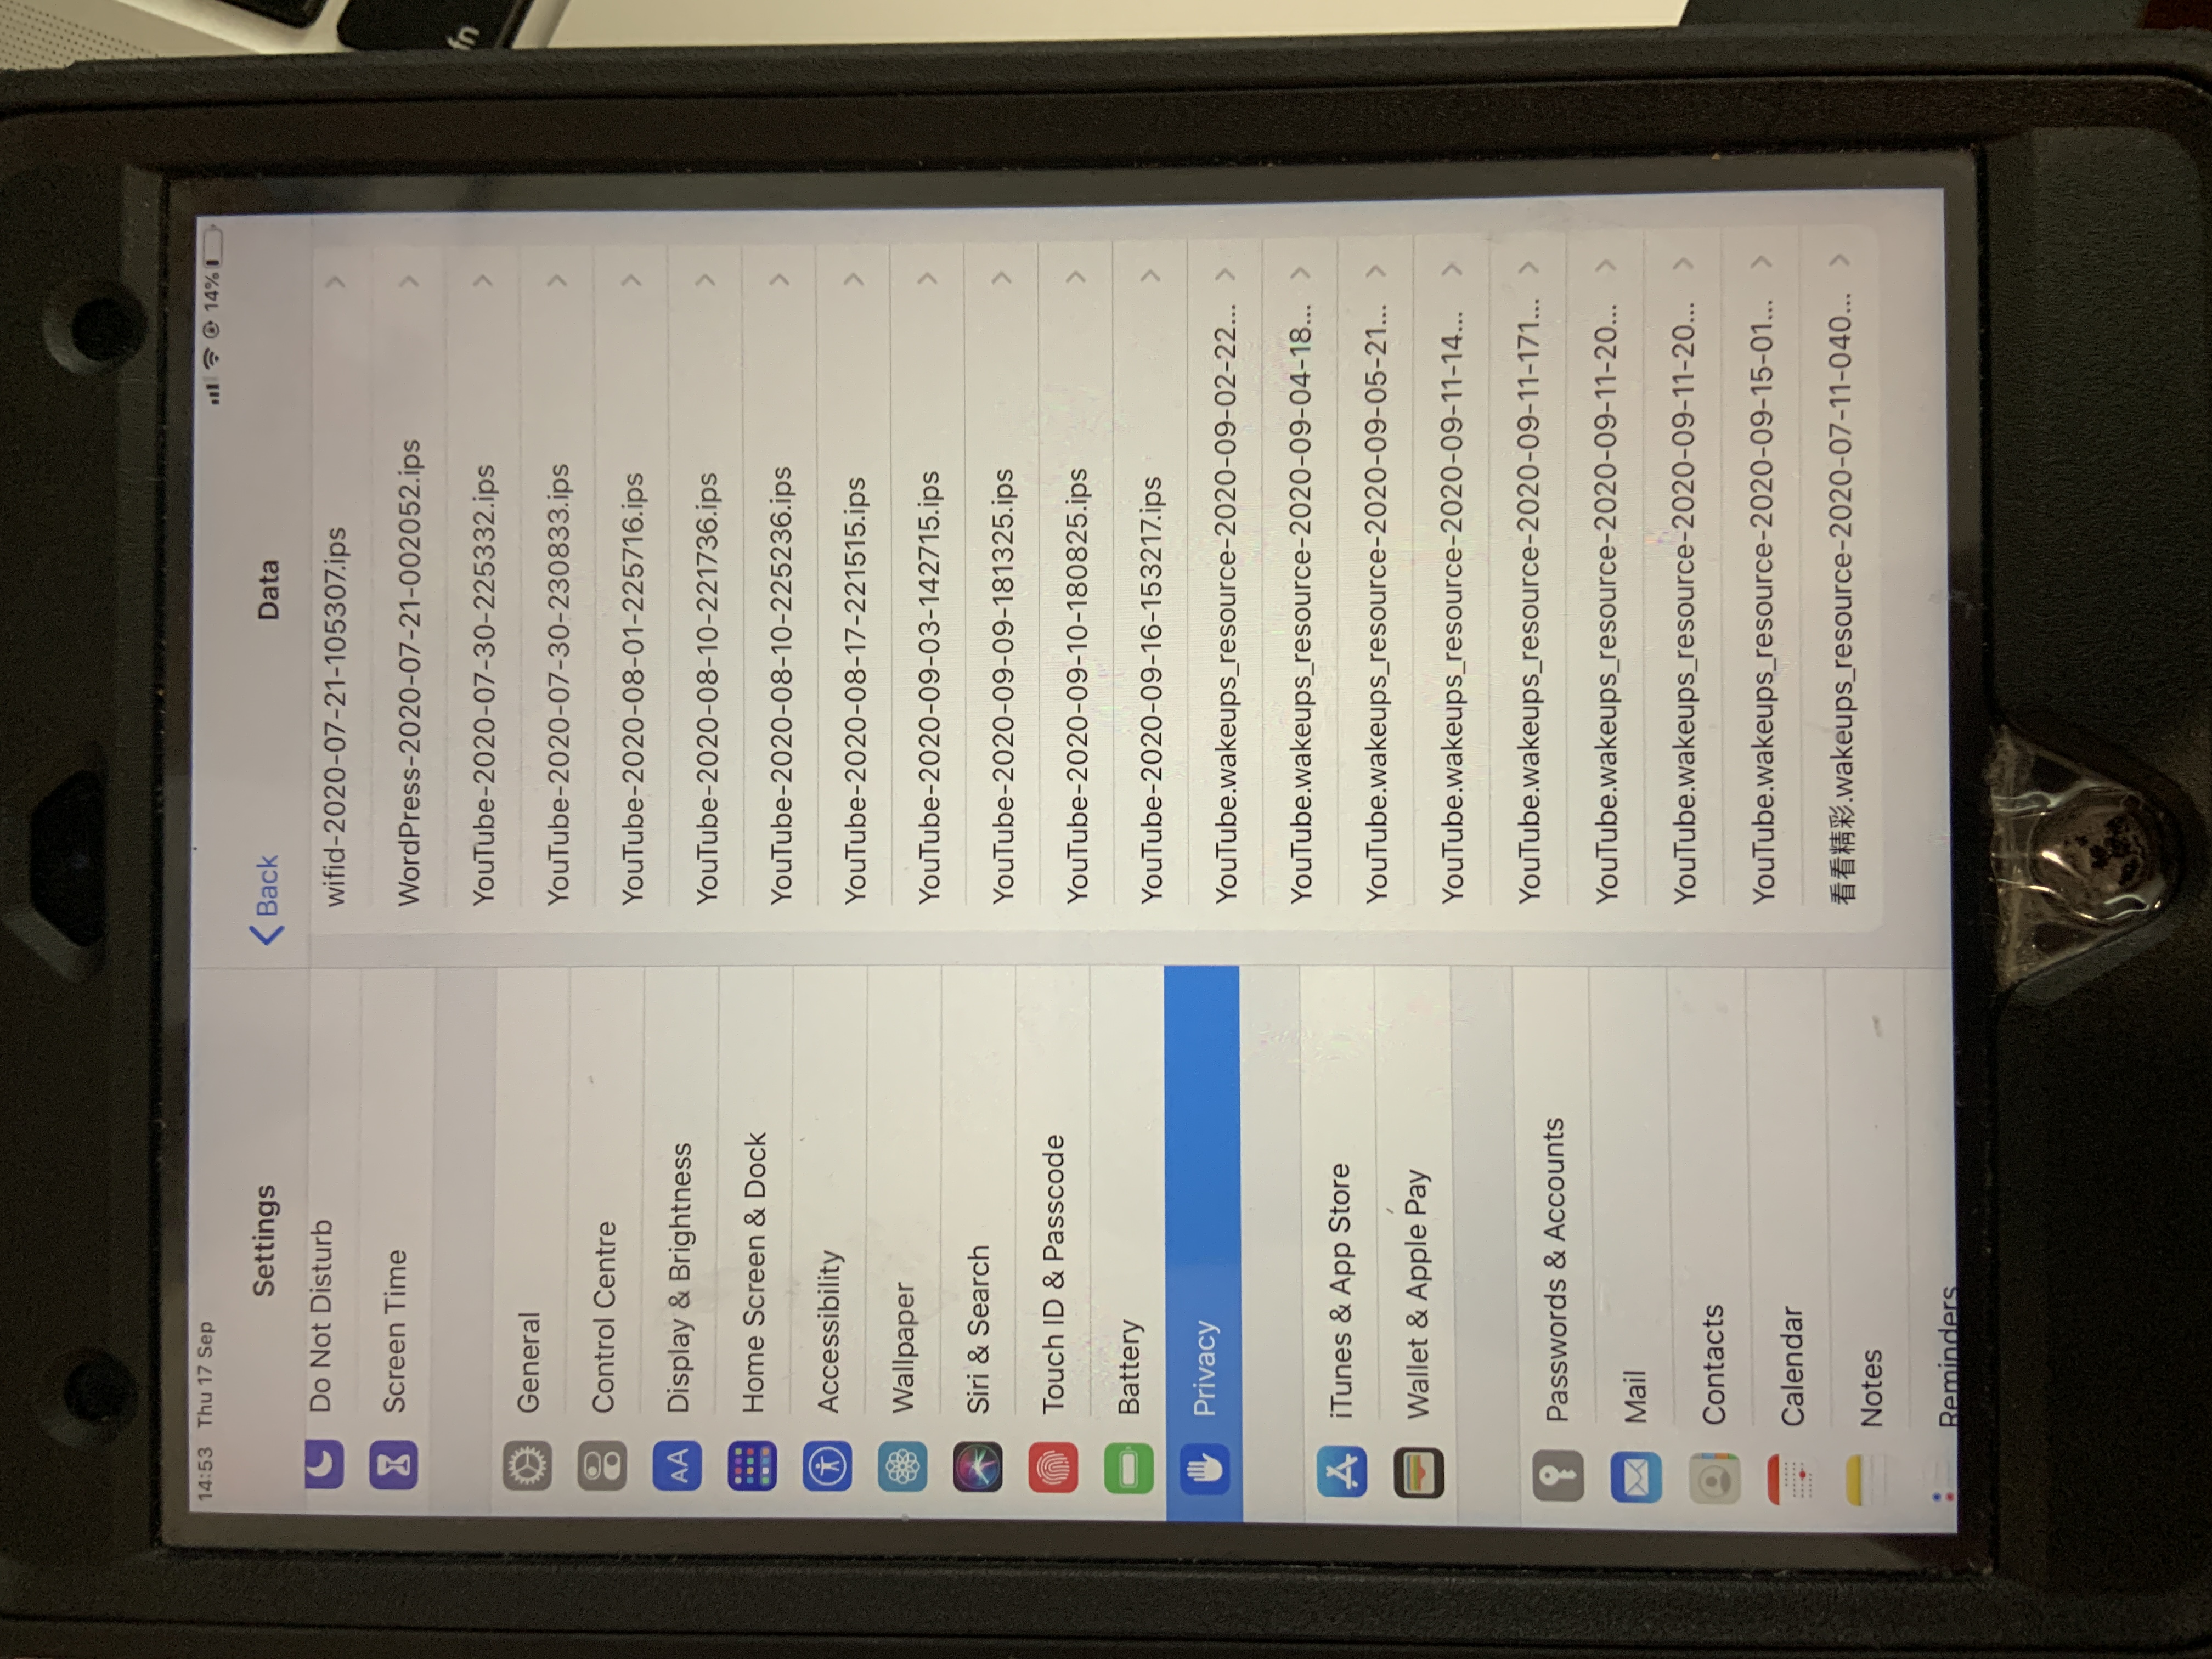 14:53 Thu 17 Sep
14%
Settings
Do Not Disturb
Screen Time
General
Control Centre
AA
Display & Brightness
Home Screen & Dock
Accessibility
Wallpaper
Siri & Search
Touch ID & Passcode
Battery
Privacy
iTunes & App Store
Wallet & Apple Pay
Passwords & Accounts
Mail
Contacts
Calendar
Notes
Reminders
Back
Data
wifid-2020-07-21-105307.ips
WordPress-2020-07-21-002052.ips
YouTube-2020-07-30-225332.ips
YouTube-2020-07-30-230833.ips
YouTube-2020-08-01-225716.ips
YouTube-2020-08-10-221736.ips
YouTube-2020-08-10-225236.ips
YouTube-2020-08-17-221515.ips
YouTube-2020-09-03-142715.ips
YouTube-2020-09-09-181325.ips
YouTube-2020-09-10-180825.ips
YouTube-2020-09-16-153217.ips
YouTube.wakeups_resource-2020-09-02-22...
YouTube.wakeups_resource-2020-09-04-18...
YouTube.wakeups_resource-2020-09-05-21...
YouTube.wakeups_resource-2020-09-11-14...
YouTube.wakeups_resource-2020-09-11-171...
YouTube.wakeups_resource-2020-09-11-20...
YouTube.wakeups_resource-2020-09-11-20...
YouTube.wakeups_resource-2020-09-15-01...
看看精彩.wakeups_resource-2020-07-11-040...
fn